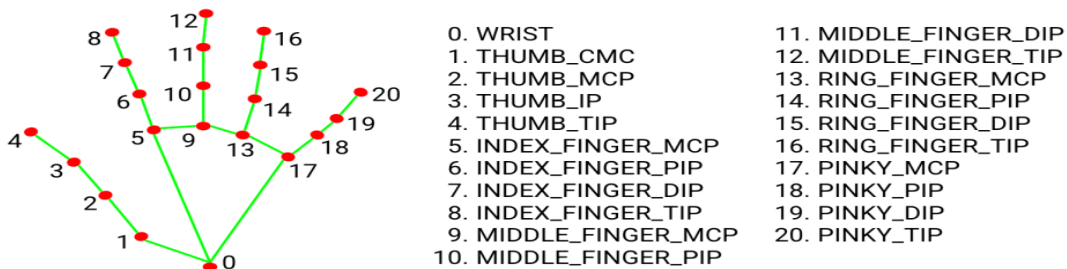 0. WRIST
1. THUMB_CMC
2. THUMB_MCP
3. THUMB_IP
4. THUMB_TIP
5. INDEX_FINGER_MCP
6. INDEX_FINGER_PIP
7. INDEX_FINGER_DIP
8. INDEX_FINGER_TIP
9. MIDDLE_FINGER_MCP
10. MIDDLE_FINGER_PIP
11. MIDDLE_FINGER_DIP
12. MIDDLE_FINGER_TIP
13. RING_FINGER_MCP
14. RING_FINGER_PIP
15. RING_FINGER_DIP
16. RING_FINGER_TIP
17. PINKY_MCP
18. PINKY_PIP
19. PINKY_DIP
20. PINKY_TIP
0
1
2
3
4
5
6
7
8
9
10
11
12
13
14
15
16
17
18
19
20